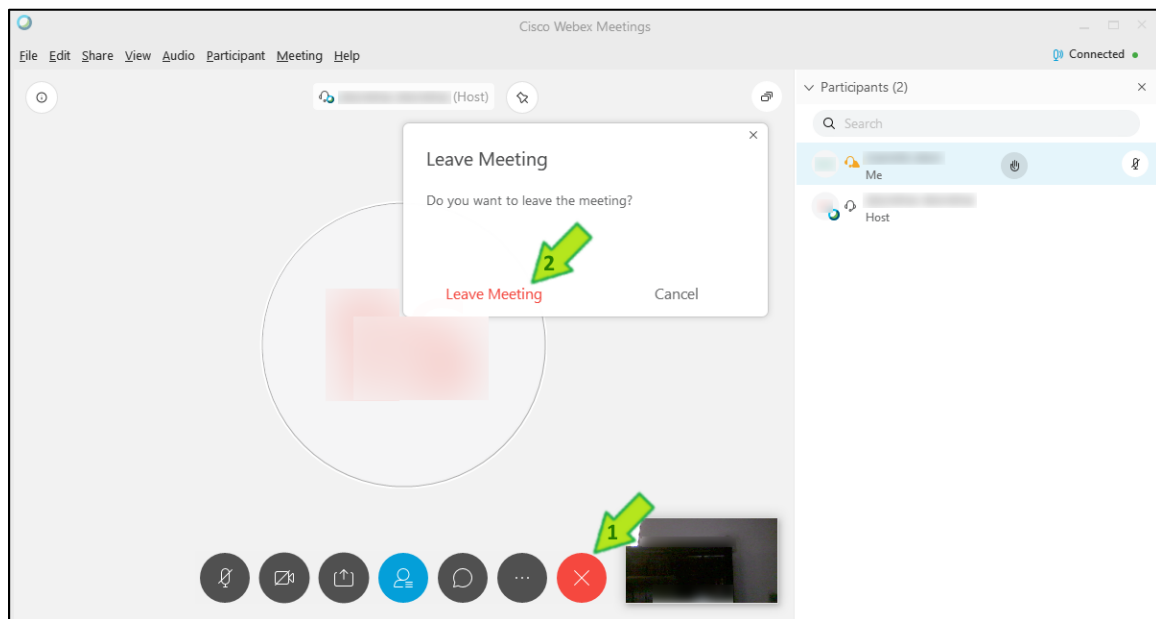 Cisco Webex Meetings
File Edit Share View Audio Participant Meeting Help
Connected
(Host)
Participants (2)
Search
Me
Host
Leave Meeting
Do you want to leave the meeting?
2
Leave Meeting Cancel
1